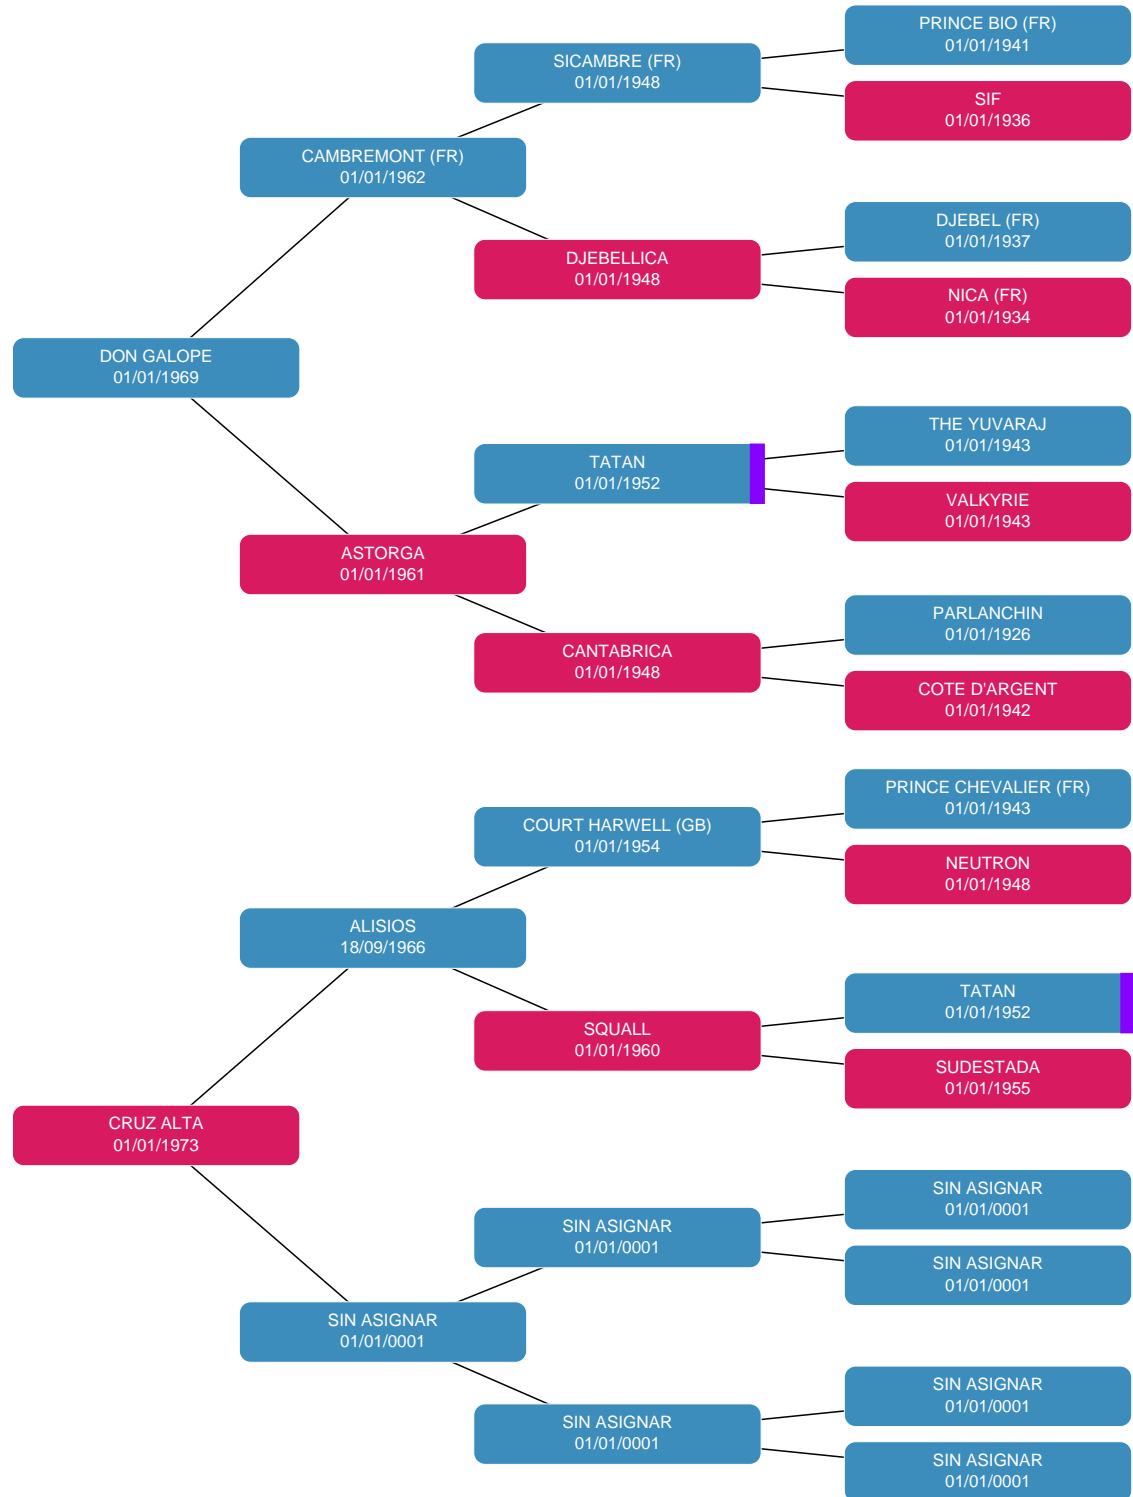 PRINCE BIO (FR)
01/01/1941
SICAMBRE (FR)
01/01/1948
SIF
01/01/1936
CAMBREMONT (FR)
01/01/1962
DJEBEL (FR)
01/01/1937
DJEBELLICA
01/01/1948
NICA (FR)
01/01/1934
DON GALOPE
01/01/1969
THE YUVARAJ
01/01/1943
TATAN
01/01/1952
VALKYRIE
01/01/1943
ASTORGA
01/01/1961
PARLANCHIN
01/01/1926
CANTABRICA
01/01/1948
COTE D'ARGENT
01/01/1942
PRINCE CHEVALIER (FR)
01/01/1943
COURT HARWELL (GB)
01/01/1954
NEUTRON
01/01/1948
ALISIOS
18/09/1966
TATAN
01/01/1952
SQUALL
01/01/1960
SUDESTADA
01/01/1955
CRUZ ALTA
01/01/1973
SIN ASIGNAR
01/01/0001
SIN ASIGNAR
01/01/0001
SIN ASIGNAR
01/01/0001
SIN ASIGNAR
01/01/0001
SIN ASIGNAR
01/01/0001
SIN ASIGNAR
01/01/0001
SIN ASIGNAR
01/01/0001